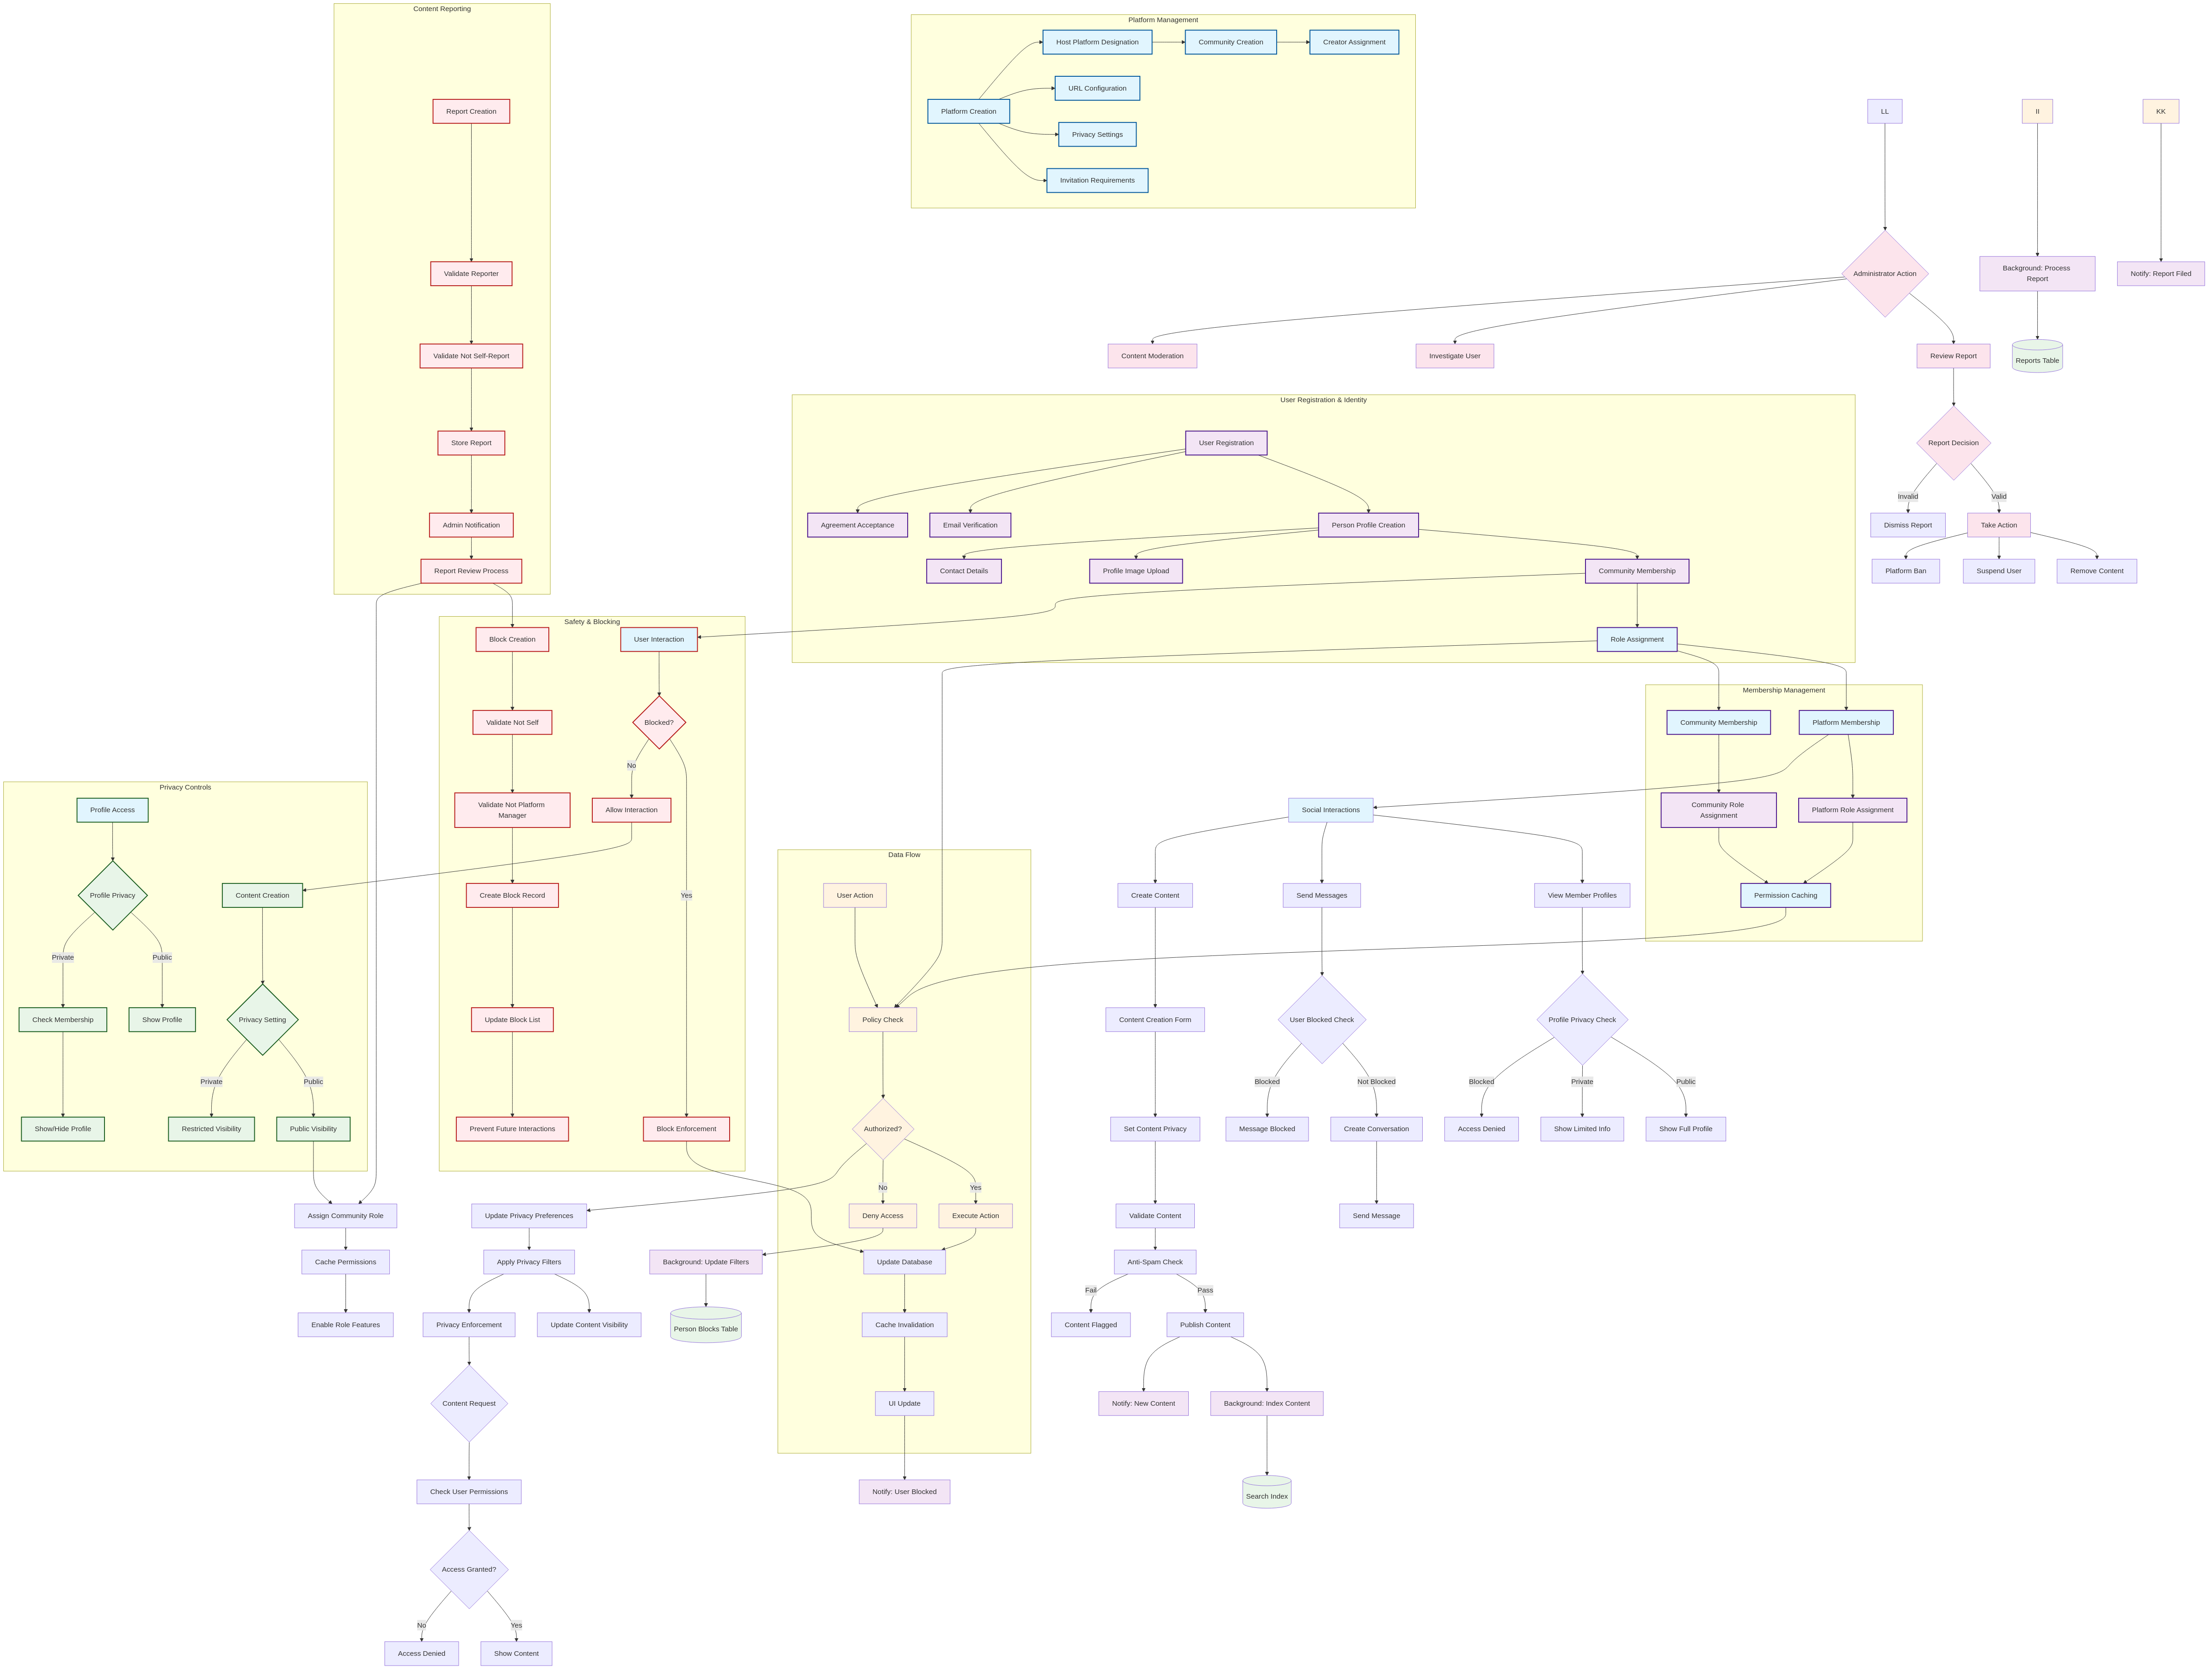 Content Reporting
Report Creation
Validate Reporter
Validate Not Self-Report
Store Report
Admin Notification
Report Review Process
Platform Management
Host Platform Designation
Community Creation
Creator Assignment
URL Configuration
Platform Creation
Privacy Settings
Invitation Requirements
LL
II
KK
Administrator Action
Background: Process
Report
Notify: Report Filed
Content Moderation
Investigate User
Review Report
Reports Table
Report Decision
Invalid
Valid
Dismiss Report
Take Action
Platform Ban
Suspend User
Remove Content
User Registration & Identity
User Registration
Agreement Acceptance
Email Verification
Person Profile Creation
Contact Details
Profile Image Upload
Community Membership
Role Assignment
Safety & Blocking
Block Creation
User Interaction
Validate Not Self
Blocked?
No
Validate Not Platform
Manager
Allow Interaction
Create Block Record
Yes
Update Block List
Prevent Future Interactions
Block Enforcement
Membership Management
Community Membership
Platform Membership
Community Role
Assignment
Platform Role Assignment
Permission Caching
Privacy Controls
Profile Access
Profile Privacy
Content Creation
Private
Public
Check Membership
Show Profile
Privacy Setting
Private
Public
Show/Hide Profile
Restricted Visibility
Public Visibility
Data Flow
User Action
Policy Check
Authorized?
No
Yes
Deny Access
Execute Action
Update Database
Cache Invalidation
UI Update
Notify: User Blocked
Social Interactions
Create Content
Send Messages
View Member Profiles
Content Creation Form
User Blocked Check
Profile Privacy Check
Blocked
Not Blocked
Blocked
Private
Public
Set Content Privacy
Message Blocked
Create Conversation
Access Denied
Show Limited Info
Show Full Profile
Validate Content
Send Message
Anti-Spam Check
Fail
Pass
Content Flagged
Publish Content
Notify: New Content
Background: Index Content
Search Index
Assign Community Role
Cache Permissions
Enable Role Features
Update Privacy Preferences
Apply Privacy Filters
Privacy Enforcement
Update Content Visibility
Background: Update Filters
Person Blocks Table
Content Request
Check User Permissions
Access Granted?
No
Yes
Access Denied
Show Content